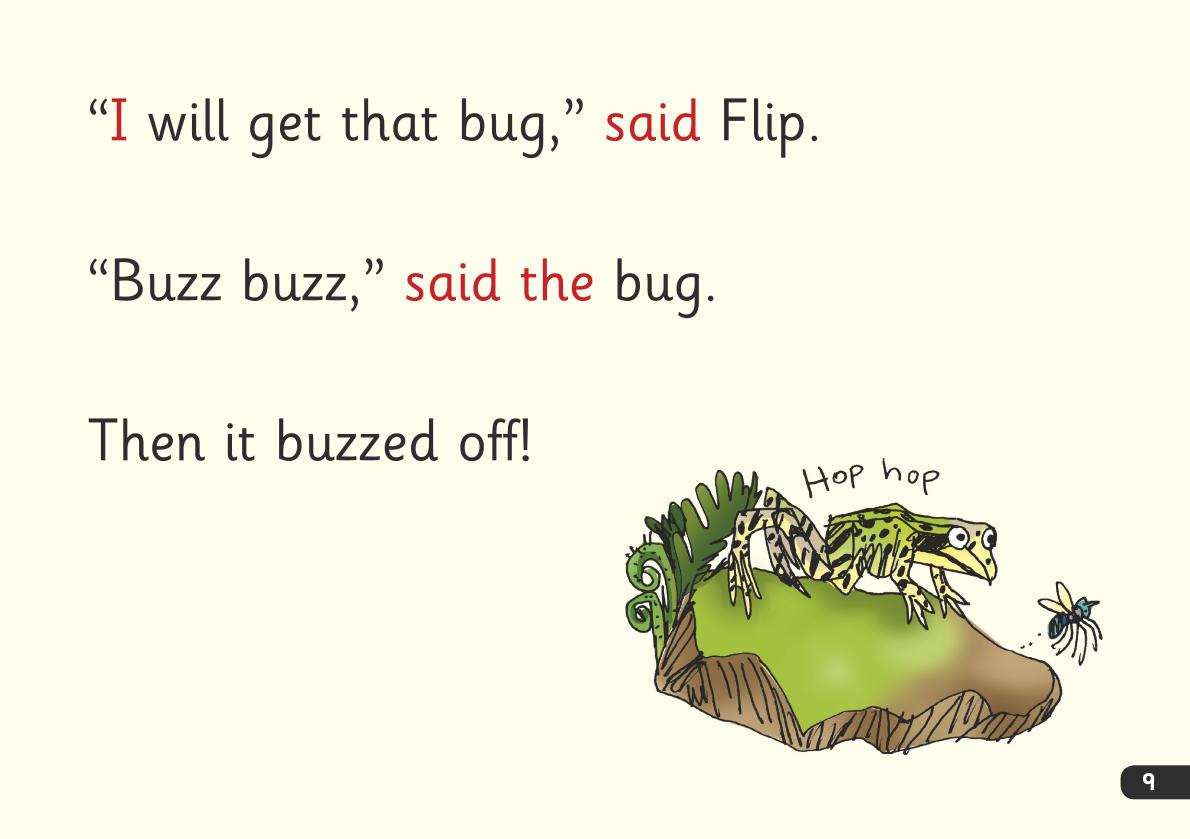 “I will get that bug,” said Flip.
“Buzz buzz,” said the bug.
Then it buzzed off!
Hop hop
9